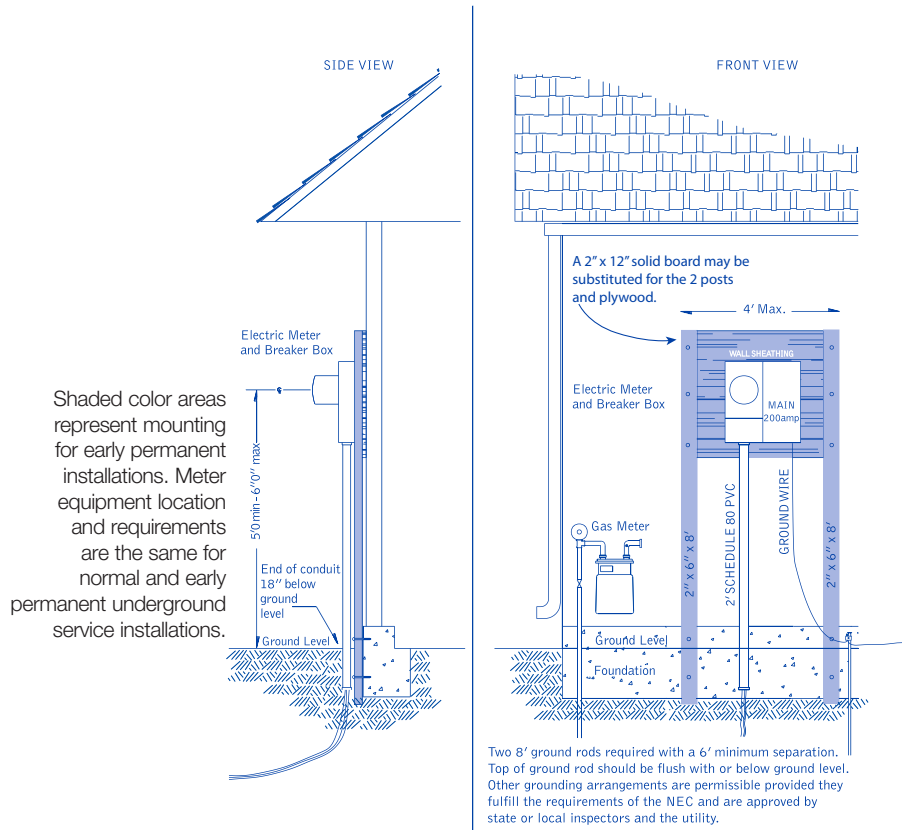 SIDE VIEW
Electric Meter
and Breaker Box
Shaded color areas
represent mounting
for early permanent
installations. Meter
equipment location
and requirements
are the same for
normal and early
permanent underground
service installations.
5'0 min - 6'0'' max
End of conduit
18'' below
ground
level
Ground Level
FRONT VIEW
A 2” x 12” solid board may be
substituted for the 2 posts
and plywood.
4' Max.
WALL SHEATHING
Electric Meter
and Breaker Box
MAIN
200amp
Gas Meter
2'' x 6'' x 8'
2' SCHEDULE 80 PVC
GROUND WIRE
2'' x 6'' x 8'
Ground Level
Foundation
Two 8' ground rods required with a 6' minimum separation.
Top of ground rod should be flush with or below ground level.
Other grounding arrangements are permissible provided they
fulfill the requirements of the NEC and are approved by
state or local inspectors and the utility.